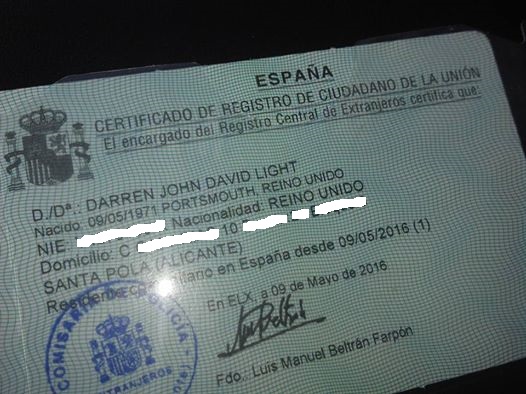 ESPAÑA
CERTIFICADO DE REGISTRO DE CIUDADANO DE LA UNIÓN
El encargado del Registro Central de Extranjeros certifica que:
D./Dª.: DARREN JOHN DAVID LIGHT
Nacido: 09/05/1971 PORTSMOUTH, REINO UNIDO
NIE: Nacionalidad: REINO UNIDO
Domicilio: C 10
SANTA POLA (ALICANTE)
Residente en España desde 09/05/2016 (1)
En ELX, a 09 de Mayo de 2016
Fdo.: Luis Manuel Beltrán Farpón
COMISARÍA DE POLICÍA